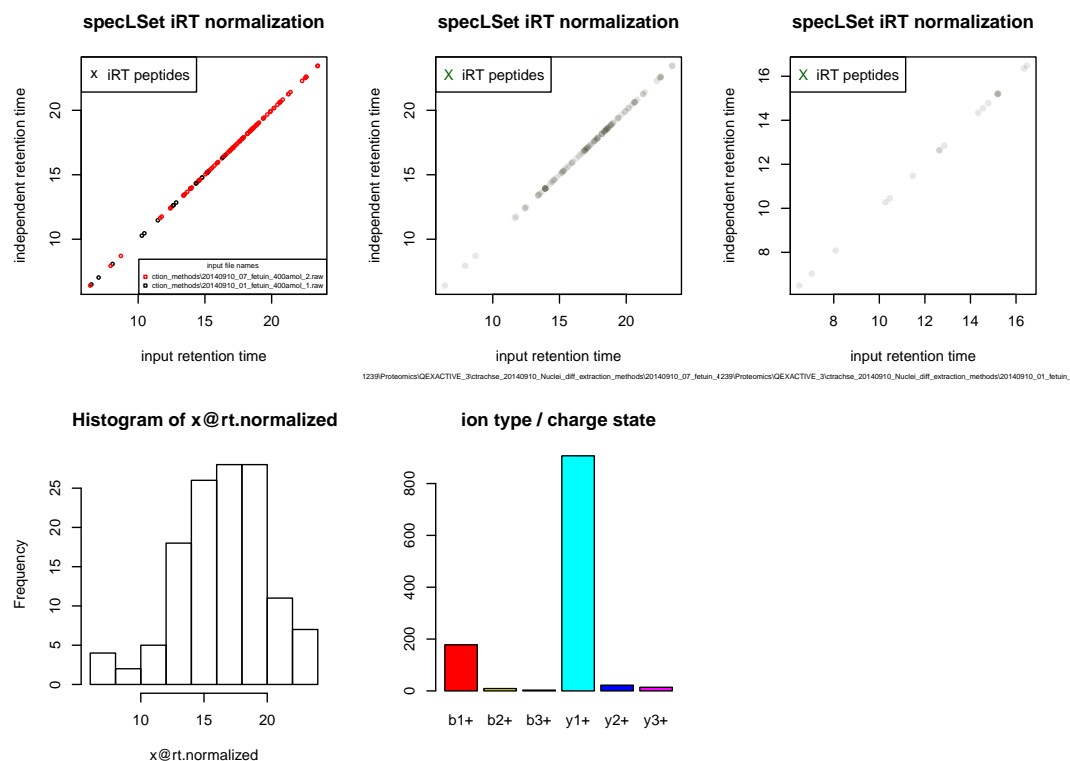 specLSet iRT normalization
x iRT peptides
independent retention time
10
15
20
input file names
ction_methods\20140910_07_fetuin_400amol_2.raw
ction_methods\20140910_01_fetuin_400amol_1.raw
10
15
20
input retention time
specLSet iRT normalization
X iRT peptides
independent retention time
10
15
20
10
15
20
input retention time
specLSet iRT normalization
X iRT peptides
independent retention time
8
10
12
14
16
8
10
12
14
16
input retention time
1239\Proteomics\QEXACTIVE_3\ctrachse_20140910_Nuclei_diff_extraction_methods\20140910_07_fetuin_4
239\Proteomics\QEXACTIVE_3\ctrachse_20140910_Nuclei_diff_extraction_methods\20140910_01_fetuin_
Histogram of x@rt.normalized
Frequency
0
5
10
15
25
10
15
20
x@rt.normalized
ion type / charge state
0
200
400
600
800
b1+
b2+
b3+
y1+
y2+
y3+